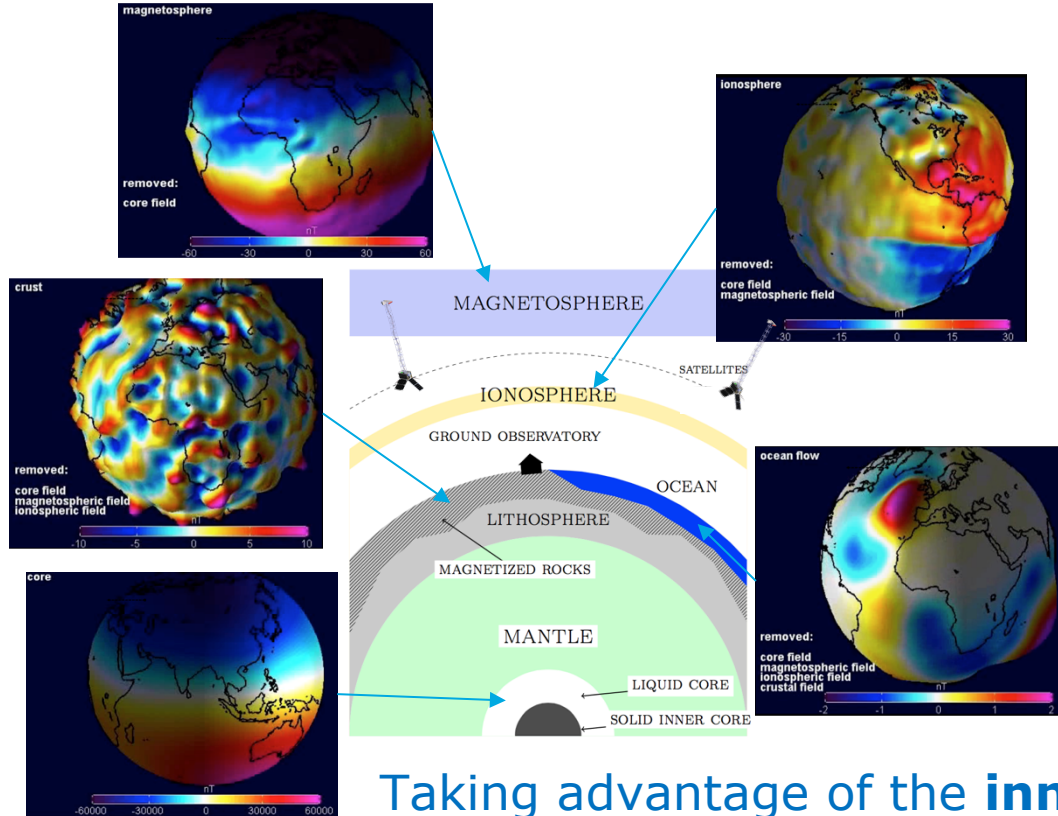 magnetosphere
removed:
core field
nT
-60 -30 0 30 60
ionosphere
removed:
core field
magnetospheric field
nT
-30 -15 0 15 30
crust
removed:
core field
magnetospheric field
ionospheric field
nT
-10 -5 0 5 10
MAGNETOSPHERE
SATELLITES
IONOSPHERE
GROUND OBSERVATORY
OCEAN
LITHOSPHERE
MAGNETIZED ROCKS
MANTLE
LIQUID CORE
SOLID INNER CORE
ocean flow
removed:
core field
magnetospheric field
ionospheric field
crustal field
nT
-2 -1 0 1 2
core
nT
-60000 -30000 0 30000 60000
Taking advantage of the inn